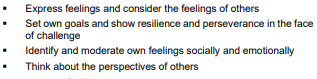 ▪ Express feelings and consider the feelings of others
▪ Set own goals and show resilience and perseverance in the face
of challenge
▪ Identify and moderate own feelings socially and emotionally
▪ Think about the perspectives of others